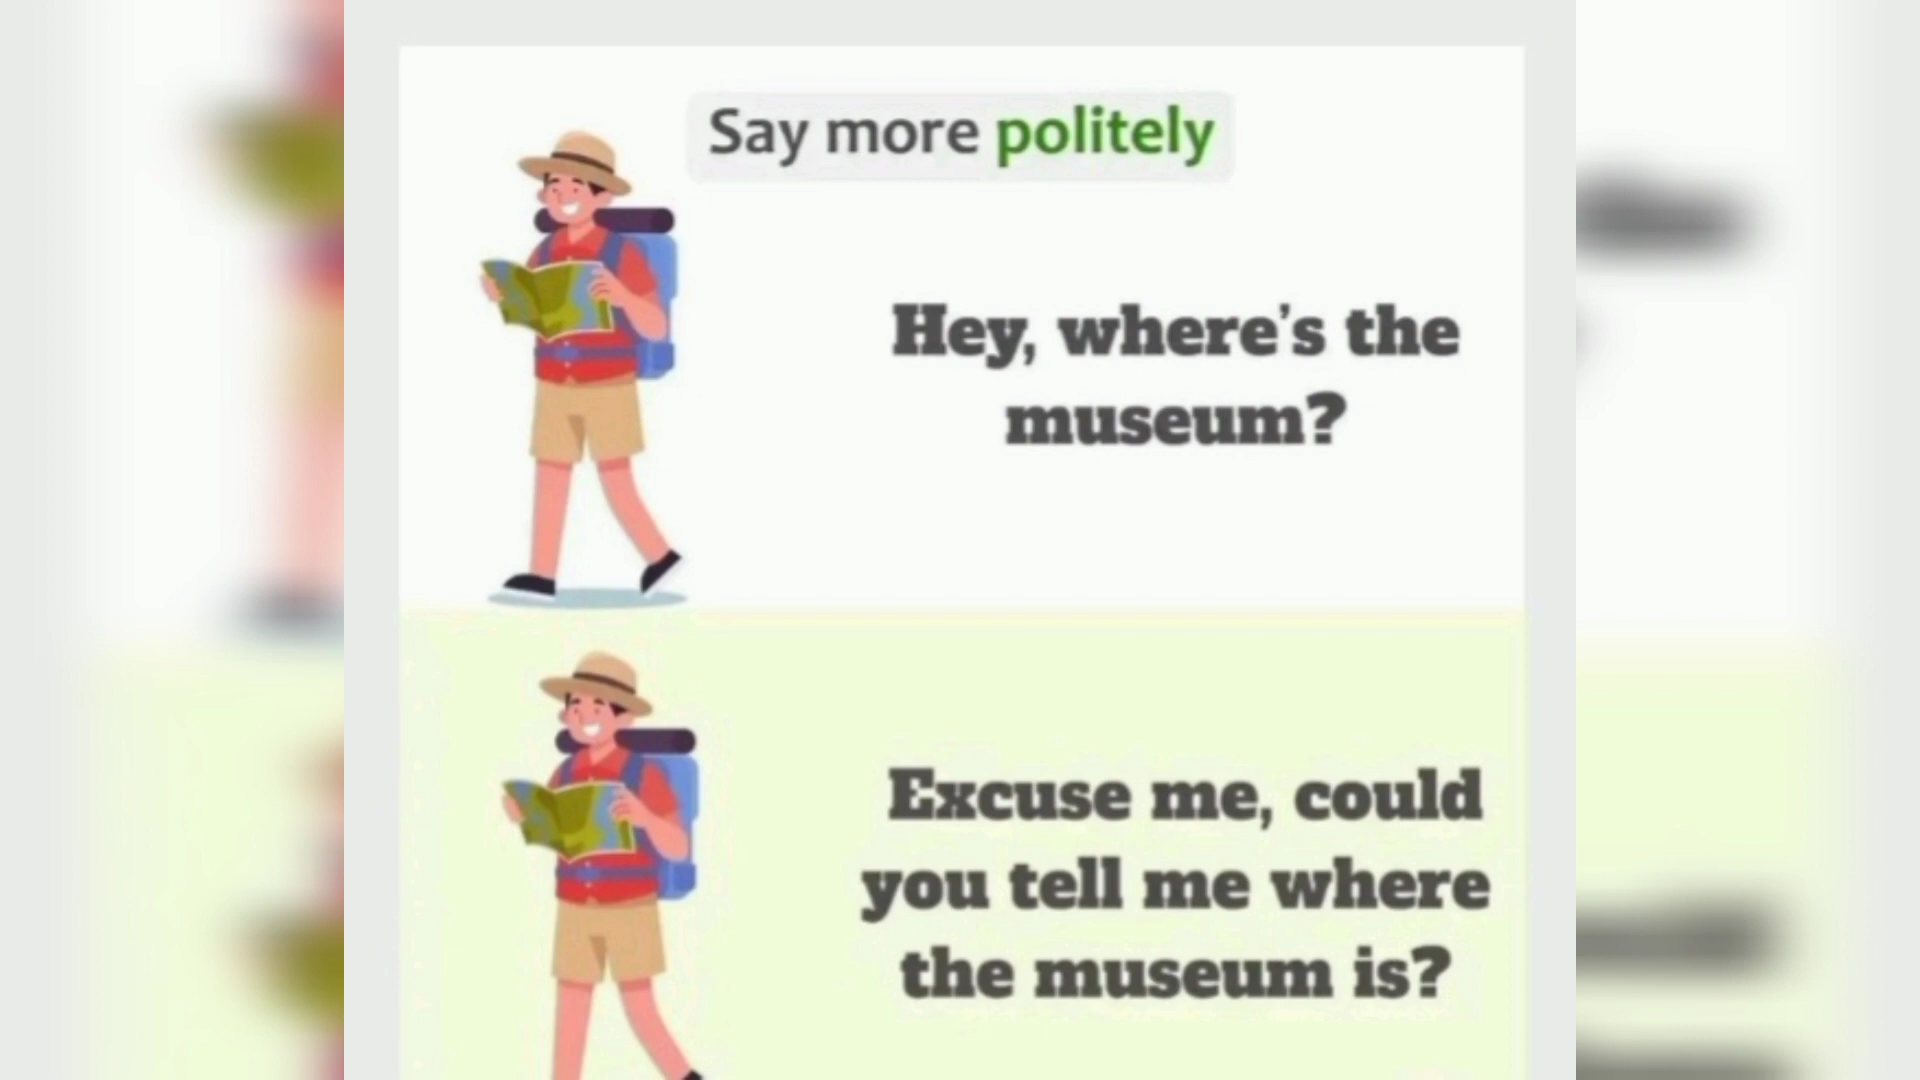 Say more politely
Hey, where's the
museum?
Excuse me, could
you tell me where
the museum is?